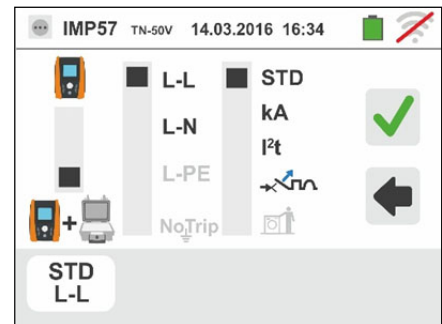 IMP57 TN-50V 14.03.2016 16:34
L-L STD
L-N kA
I²t
L-PE
NoTrip
STD
L-L